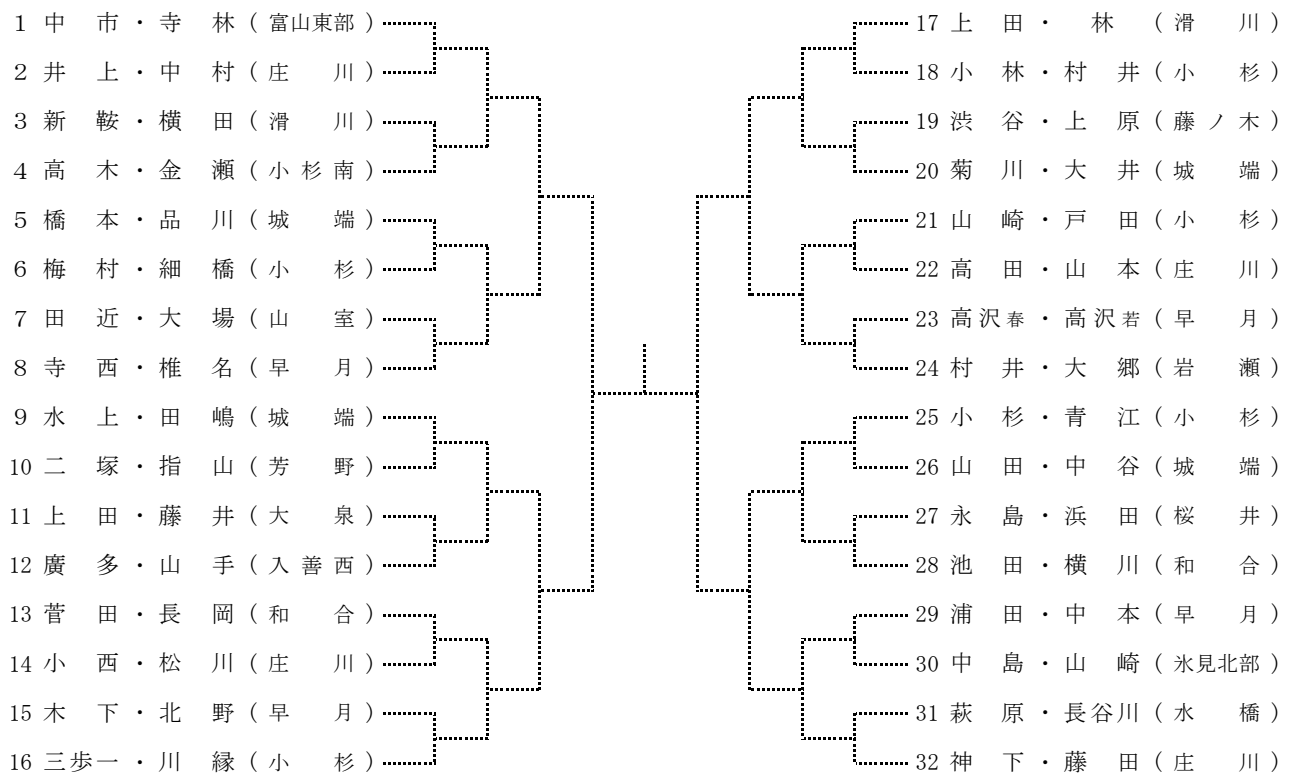 1 中 市・寺 林 (富山東部)
2 井 上・中 村 (庄 川)
3 新 鞍・横 田 (滑 川)
4 高 木・金 瀬 (小杉南)
5 橋 本・品 川 (城 端)
6 梅 村・細 橋 (小 杉)
7 田 近・大 場 (山 室)
8 寺 西・椎 名 (早 月)
9 水 上・田 嶋 (城 端)
10 二 塚・指 山 (芳 野)
11 上 田・藤 井 (大 泉)
12 廣 多・山 手 (入善西)
13 菅 田・長 岡 (和 合)
14 小 西・松 川 (庄 川)
15 木 下・北 野 (早 月)
16 三歩一・川 縁 (小 杉)
17 上 田・ 林 (滑 川)
18 小 林・村 井 (小 杉)
19 渋 谷・上 原 (藤ノ木)
20 菊 川・大 井 (城 端)
21 山 崎・戸 田 (小 杉)
22 高 田・山 本 (庄 川)
23 高沢春・高沢若 (早 月)
24 村 井・大 郷 (岩 瀬)
25 小 杉・青 江 (小 杉)
26 山 田・中 谷 (城 端)
27 永 島・浜 田 (桜 井)
28 池 田・横 川 (和 合)
29 浦 田・中 本 (早 月)
30 中 島・山 崎 (氷見北部)
31 萩 原・長谷川 (水 橋)
32 神 下・藤 田 (庄 川)